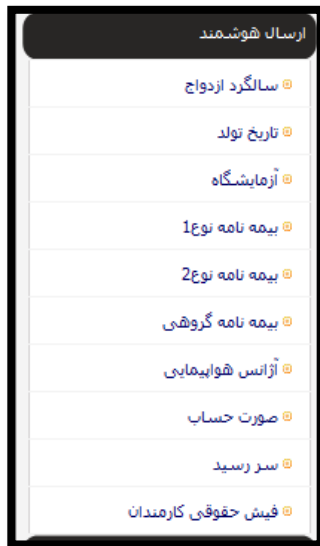 ارسال هوشمند
سالگرد ازدواج
تاریخ تولد
آزمایشگاه
بیمه نامه نوع1
بیمه نامه نوع2
بیمه نامه گروهی
آژانس هواپیمایی
صورت حساب
سر رسید
فیش حقوقی کارمندان